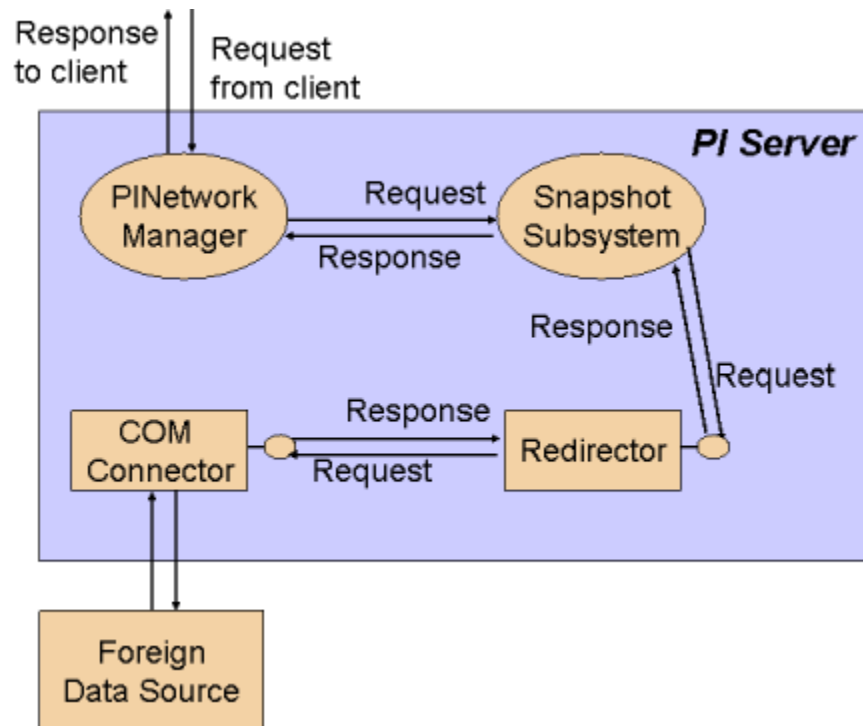 Response
to client
Request
from client
PI Server
PINetwork
Manager
Request
Response
Snapshot
Subsystem
Response
Request
COM
Connector
Response
Request
Redirector
Foreign
Data Source